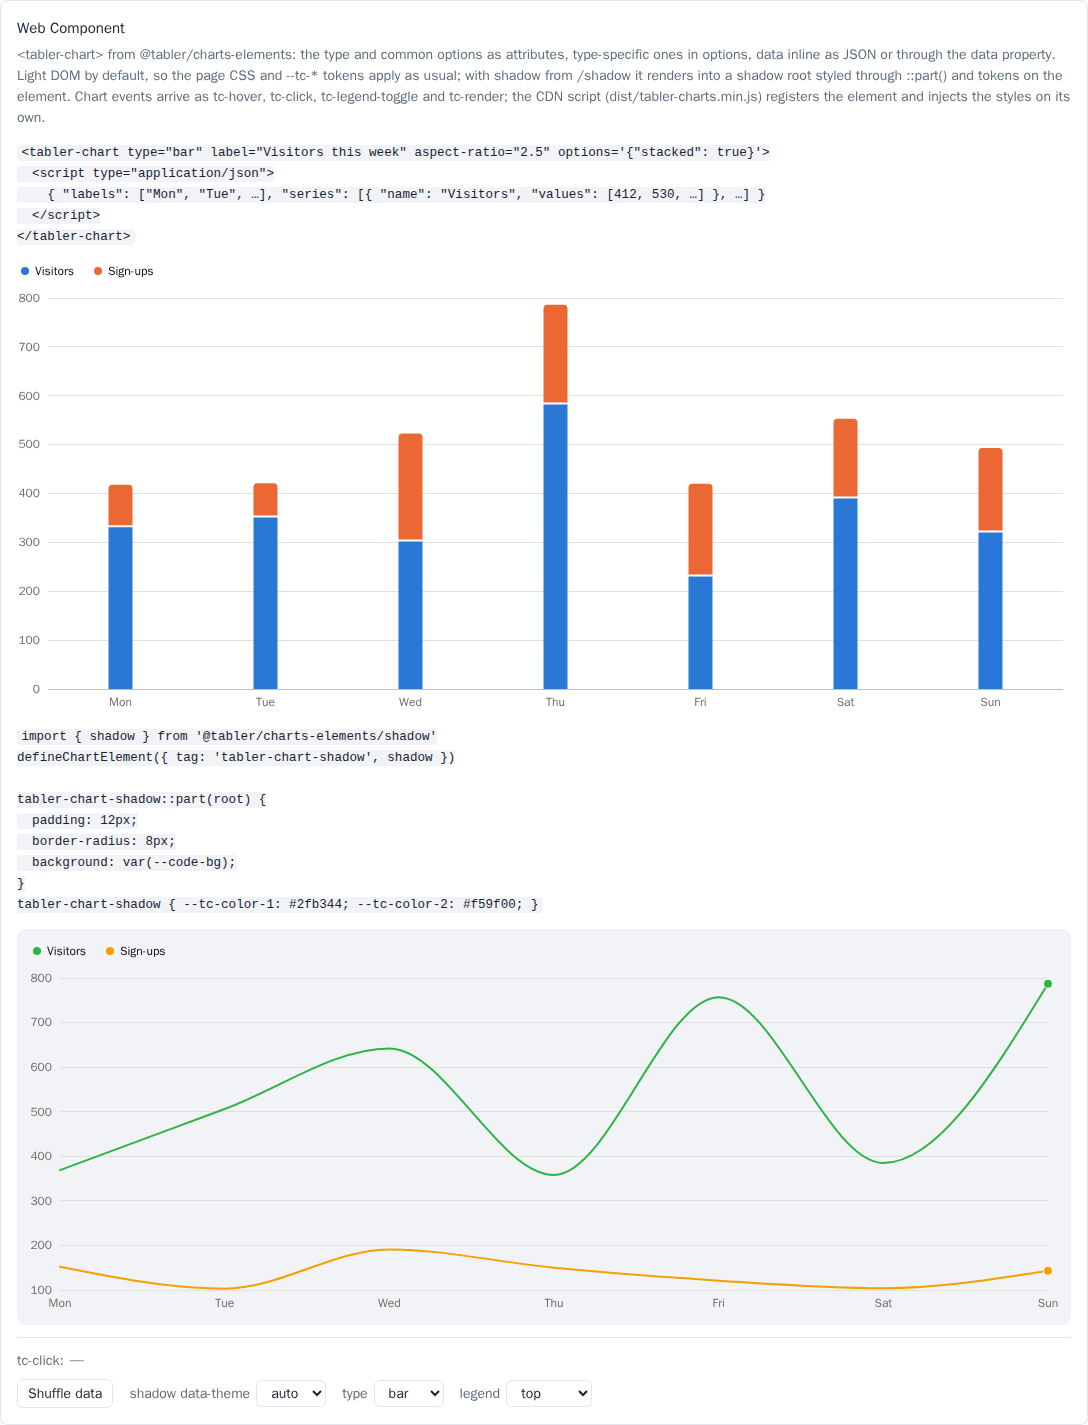 Web Component
<tabler-chart> from @tabler/charts-elements: the type and common options as attributes, type-specific ones in options, data inline as JSON or through the data property.
Light DOM by default, so the page CSS and --tc-* tokens apply as usual; with shadow from /shadow it renders into a shadow root styled through ::part() and tokens on the
element. Chart events arrive as tc-hover, tc-click, tc-legend-toggle and tc-render; the CDN script (dist/tabler-charts.min.js) registers the element and injects the styles on its
own.
<tabler-chart type="bar" label="Visitors this week" aspect-ratio="2.5" options='{"stacked": true}'>
  <script type="application/json">
    { "labels": ["Mon", "Tue", …], "series": [{ "name": "Visitors", "values": [412, 530, …] }, …] }
  </script>
</tabler-chart>
Visitors Sign-ups
800
700
600
500
400
300
200
100
0
Mon Tue Wed Thu Fri Sat Sun
import { shadow } from '@tabler/charts-elements/shadow'
defineChartElement({ tag: 'tabler-chart-shadow', shadow })
tabler-chart-shadow::part(root) {
  padding: 12px;
  border-radius: 8px;
  background: var(--code-bg);
}
tabler-chart-shadow { --tc-color-1: #2fb344; --tc-color-2: #f59f00; }
Visitors Sign-ups
800
700
600
500
400
300
200
100
Mon Tue Wed Thu Fri Sat Sun
tc-click: —
Shuffle data shadow data-theme auto type bar legend top